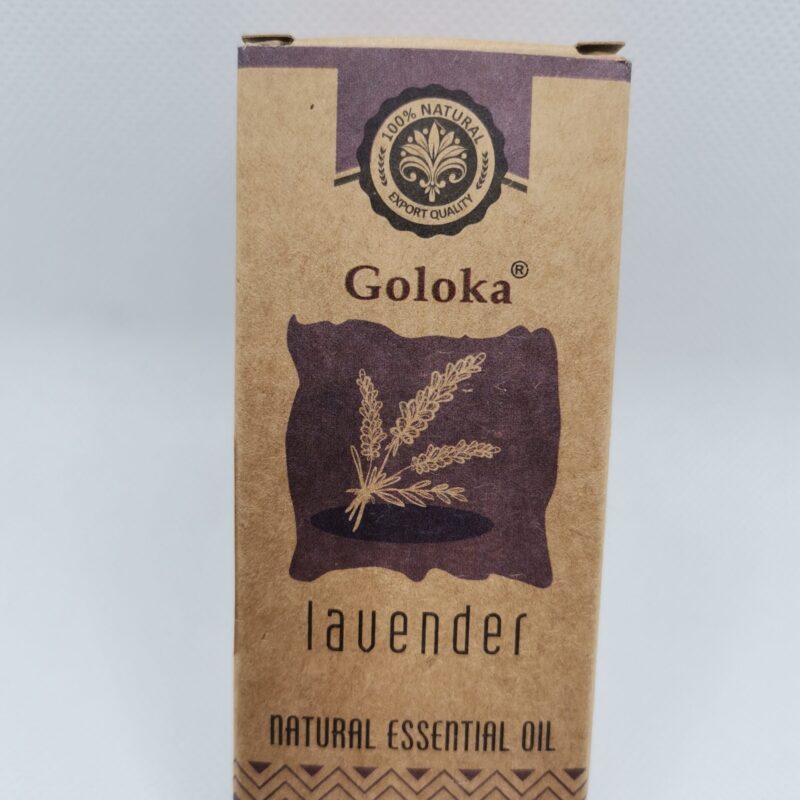 100% NATURAL
EXPORT QUALITY
Goloka®
lavender
NATURAL ESSENTIAL OIL